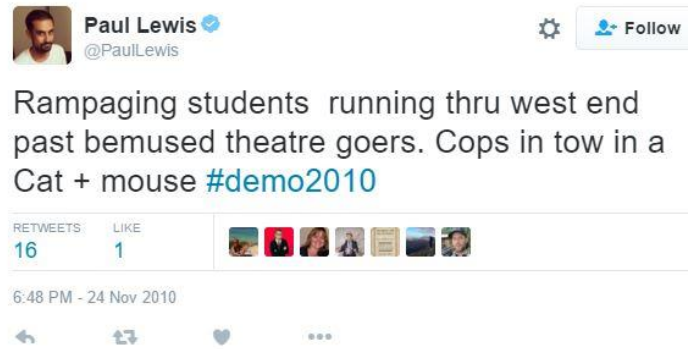 Paul Lewis
@PaulLewis
Follow
Rampaging students  running thru west end
past bemused theatre goers. Cops in tow in a
Cat + mouse #demo2010
RETWEETS LIKE
16 1
6:48 PM - 24 Nov 2010